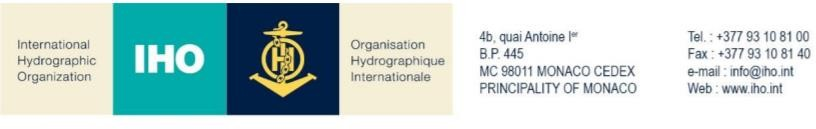 International
Hydrographic
Organization
IHO
Organisation
Hydrographique
Internationale
4b, quai Antoine Iᵉʳ
B.P. 445
MC 98011 MONACO CEDEX
PRINCIPALITY OF MONACO
Tel. : +377 93 10 81 00
Fax : +377 93 10 81 40
e-mail : info@iho.int
Web : www.iho.int